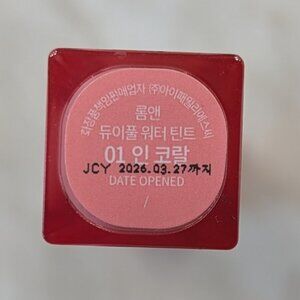 화장품책임판매업자 ㈜아이패밀리에스씨
롬앤
듀이풀 워터 틴트
01 인 코랄
JCY 2026.03.27까지
DATE OPENED
/